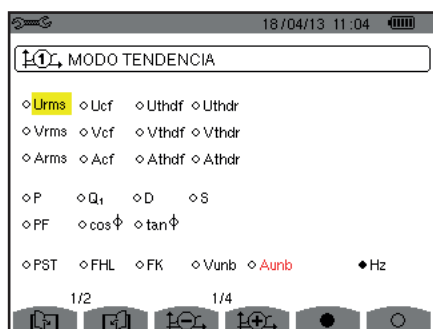 18/04/13 11:04
1 MODO TENDENCIA
Urms Ucf Uthdf Uthdr
Vrms Vcf Vthdf Vthdr
Arms Acf Athdf Athdr
P Q₁ D S
PF cosΦ tanΦ
PST FHL FK Vunb Aunb Hz
1/2 1/4